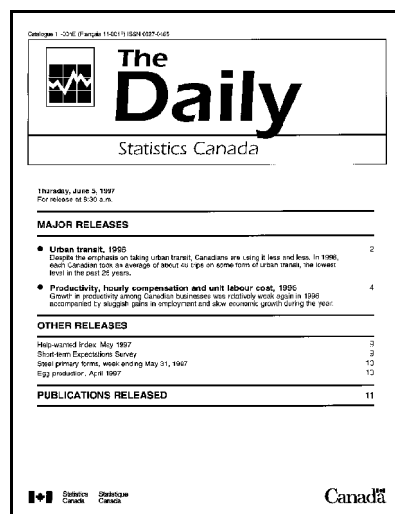 Catalogue 11-001E (Français 11-001F) ISSN 0827-0465
The
Daily
Statistics Canada
Thursday, June 5, 1997
For release at 8:30 a.m.
MAJOR RELEASES
● Urban transit, 1996 2
Despite the emphasis on taking urban transit, Canadians are using it less and less. In 1996,
each Canadian took an average of about 48 trips on some form of urban transit, the lowest
level in the past 25 years.
● Productivity, hourly compensation and unit labour cost, 1996 4
Growth in productivity among Canadian businesses was relatively weak again in 1996
accompanied by sluggish gains in employment and slow economic growth during the year.
OTHER RELEASES
Help-wanted Index, May 1997 9
Short-term Expectations Survey 9
Steel primary forms, week ending May 31, 1997 10
Egg production, April 1997 10
PUBLICATIONS RELEASED 11
Statistics Statistique
Canada Canada
Canada